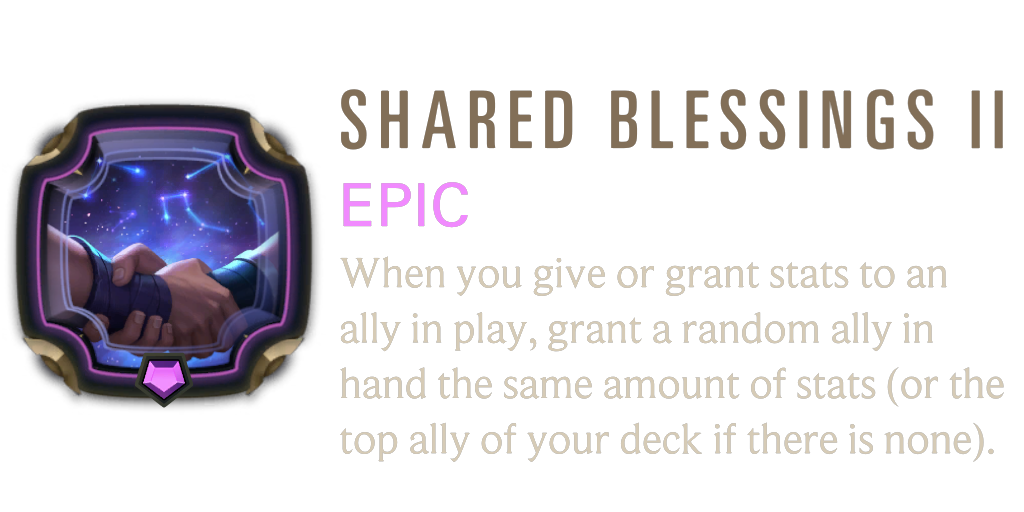 SHARED BLESSINGS II
EPIC
When you give or grant stats to an
ally in play, grant a random ally in
hand the same amount of stats (or the
top ally of your deck if there is none).